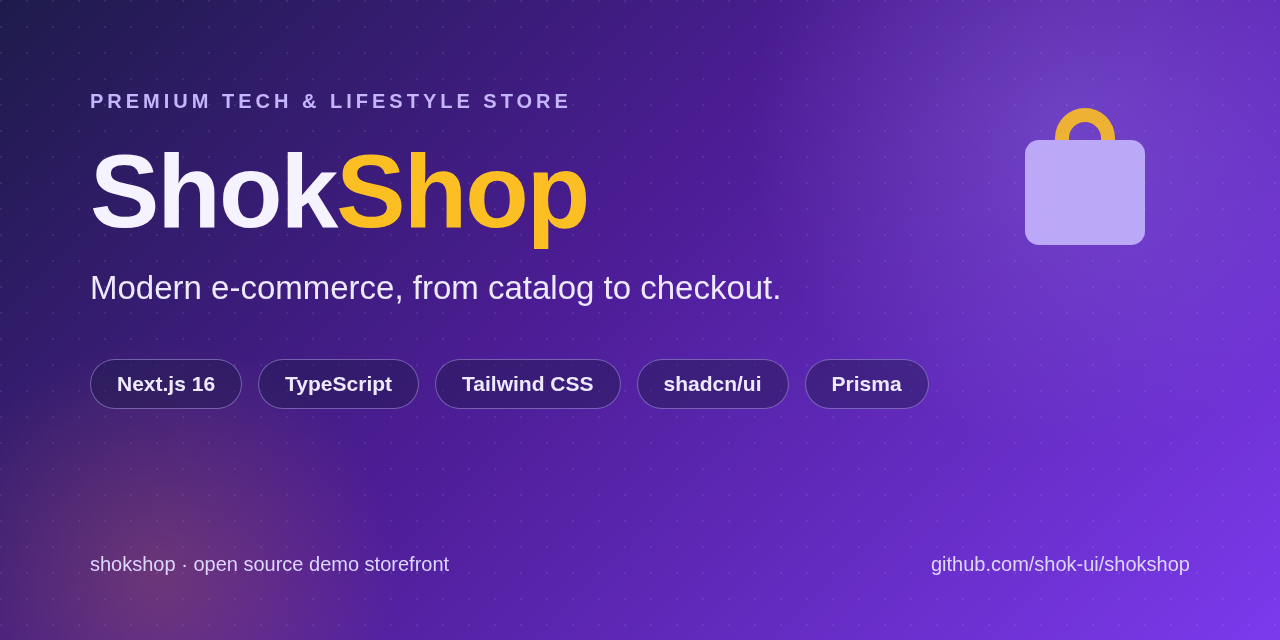 PREMIUM TECH & LIFESTYLE STORE
ShokShop
Modern e-commerce, from catalog to checkout.
Next.js 16 TypeScript Tailwind CSS shadcn/ui Prisma
shokshop · open source demo storefront
github.com/shok-ui/shokshop